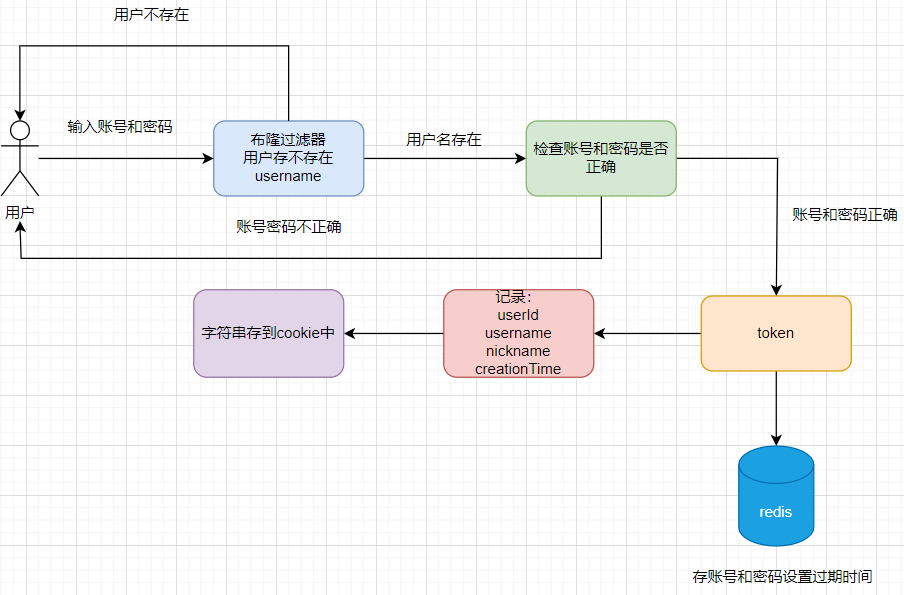 用户不存在
输入账号和密码
布隆过滤器
用户存不存在
username
用户名存在
检查账号和密码是否
正确
用户
账号密码不正确
账号和密码正确
字符串存到cookie中
记录：
userId
username
nickname
creationTime
token
redis
存账号和密码设置过期时间